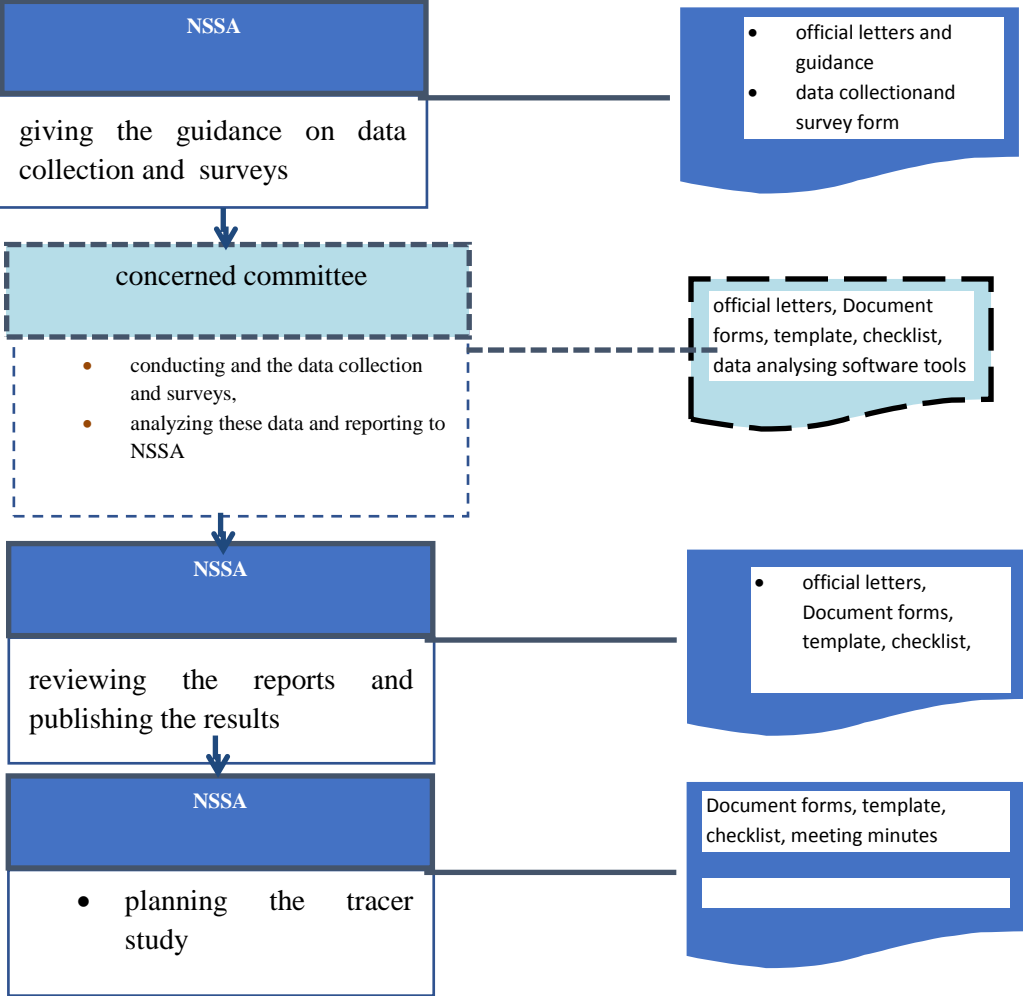 NSSA
giving the guidance on data
collection and surveys
• official letters and
guidance
• data collectionand
survey form
concerned committee
• conducting and the data collection
and surveys,
• analyzing these data and reporting to
NSSA
official letters, Document
forms, template, checklist,
data analysing software tools
NSSA
reviewing the reports and
publishing the results
• official letters,
Document forms,
template, checklist,
NSSA
• planning the tracer
study
Document forms, template,
checklist, meeting minutes